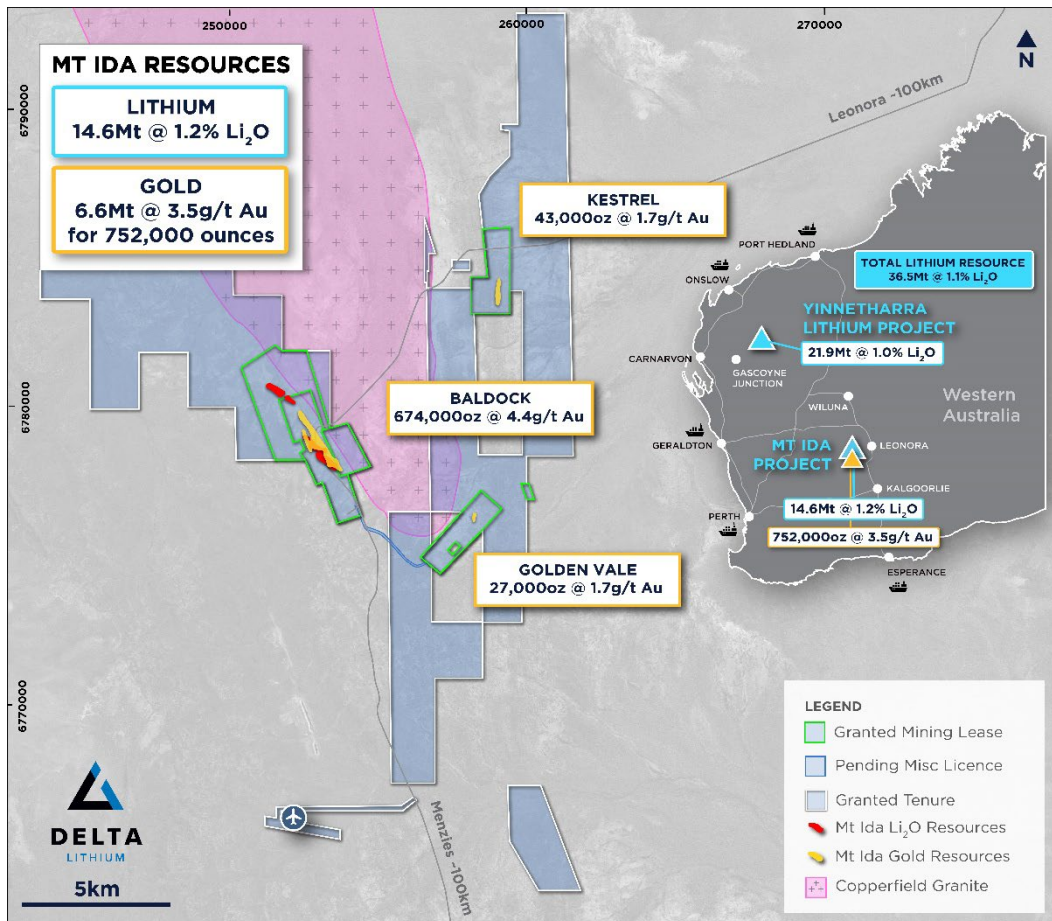 250000
260000
270000
6790000
6780000
6770000
MT IDA RESOURCES
LITHIUM
14.6Mt @ 1.2% Li₂O
GOLD
6.6Mt @ 3.5g/t Au
for 752,000 ounces
N
Leonora ~100km
KESTREL
43,000oz @ 1.7g/t Au
BALDOCK
674,000oz @ 4.4g/t Au
GOLDEN VALE
27,000oz @ 1.7g/t Au
Menzies ~100km
PORT HEDLAND
ONSLOW
TOTAL LITHIUM RESOURCE
36.5Mt @ 1.1% Li₂O
YINNETHARRA
LITHIUM PROJECT
21.9Mt @ 1.0% Li₂O
CARNARVON
GASCOYNE
JUNCTION
WILUNA
Western
Australia
GERALDTON
MT IDA
PROJECT
LEONORA
KALGOORLIE
14.6Mt @ 1.2% Li₂O
PERTH
752,000oz @ 3.5g/t Au
ESPERANCE
LEGEND
Granted Mining Lease
Pending Misc Licence
Granted Tenure
Mt Ida Li₂O Resources
Mt Ida Gold Resources
Copperfield Granite
DELTA
LITHIUM
5km